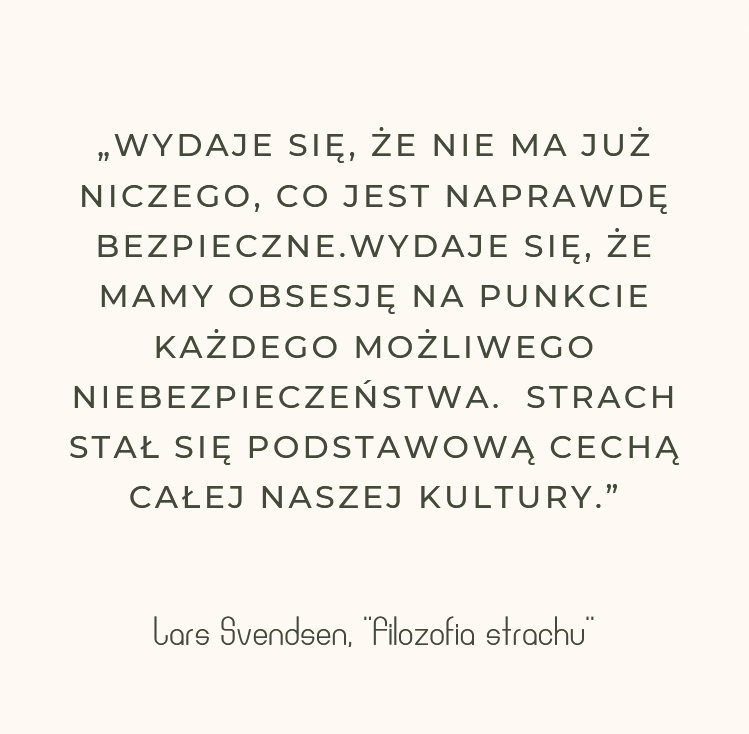 „WYDAJE SIĘ, ŻE NIE MA JUŻ
NICZEGO, CO JEST NAPRAWDĘ
BEZPIECZNE.WYDAJE SIĘ, ŻE
MAMY OBSESJĘ NA PUNKCIE
KAŻDEGO MOŻLIWEGO
NIEBEZPIECZEŃSTWA.  STRACH
STAŁ SIĘ PODSTAWOWĄ CECHĄ
CAŁEJ NASZEJ KULTURY.”
Lars Svendsen, "Filozofia strachu"